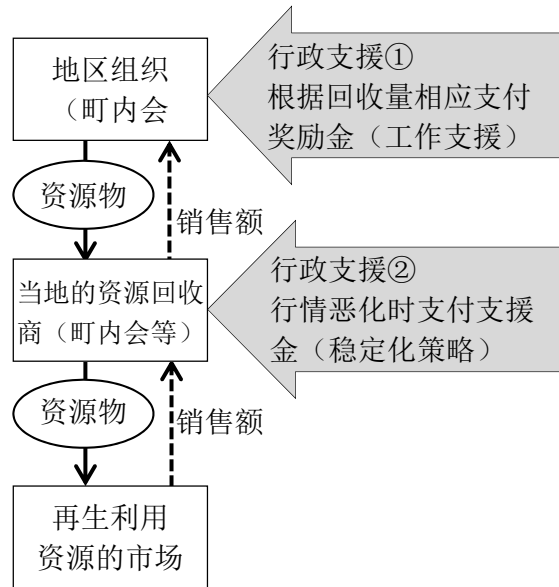 地区组织
（町内会
行政支援①
根据回收量相应支付
奖励金（工作支援）
资源物
销售额
当地的资源回收
商（町内会等）
行政支援②
行情恶化时支付支援
金（稳定化策略）
资源物
销售额
再生利用
资源的市场